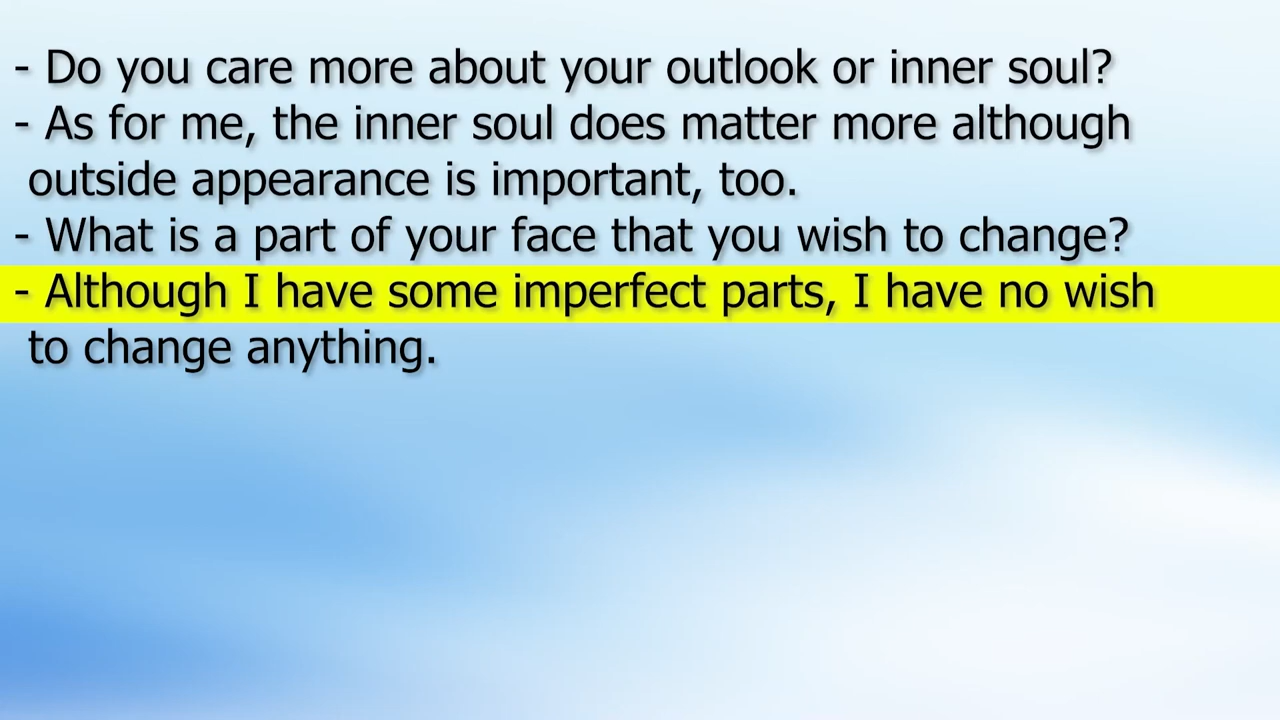 - Do you care more about your outlook or inner soul?
- As for me, the inner soul does matter more although
outside appearance is important, too.
- What is a part of your face that you wish to change?
- Although I have some imperfect parts, I have no wish
to change anything.